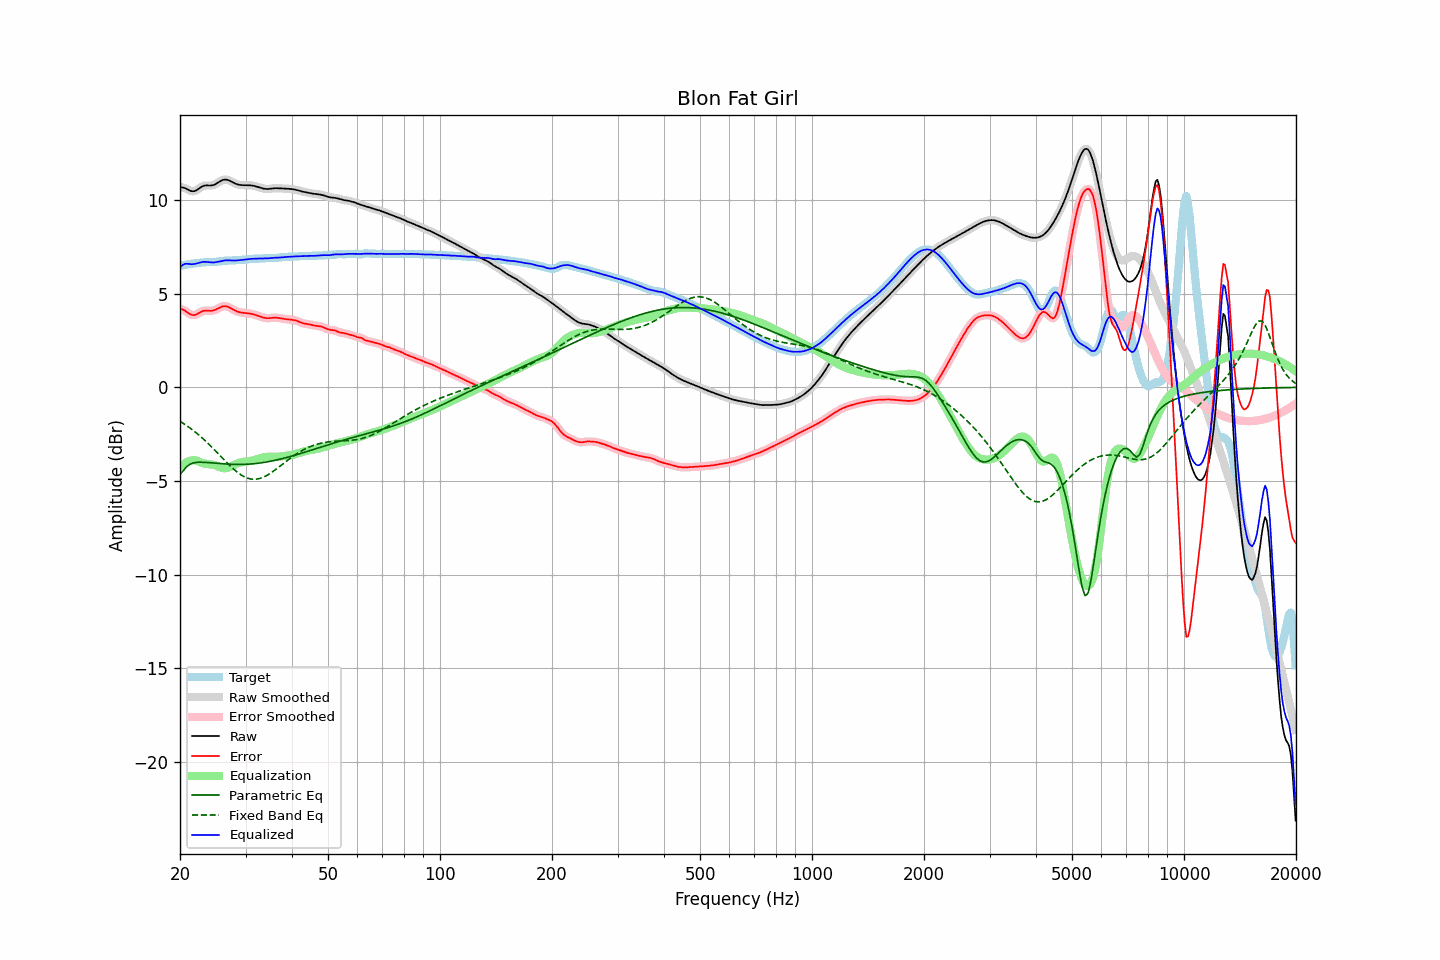 Blon Fat Girl
Amplitude (dBr)
10
5
0
−5
−10
−15
−20
Target
Raw Smoothed
Error Smoothed
Raw
Error
Equalization
Parametric Eq
Fixed Band Eq
Equalized
20 50 100 200 500 1000 2000 5000 10000 20000
Frequency (Hz)